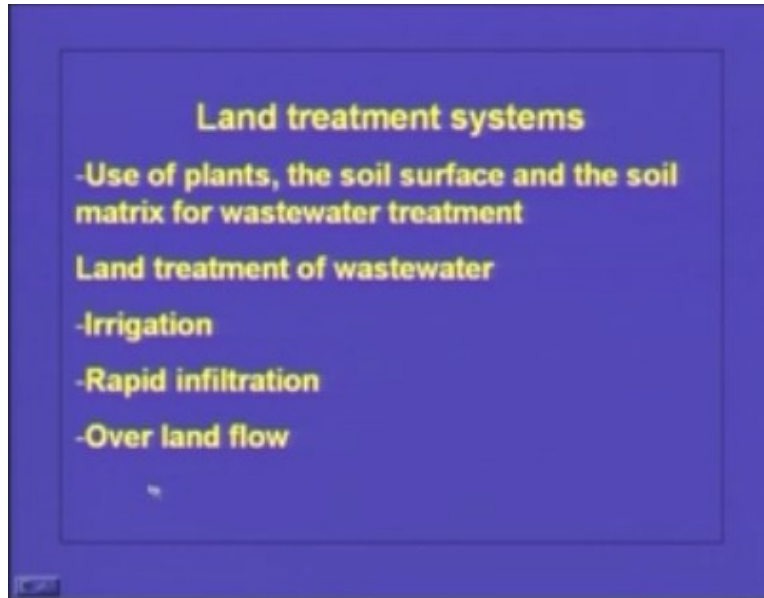 Land treatment systems
-Use of plants, the soil surface and the soil
matrix for wastewater treatment
Land treatment of wastewater
-Irrigation
-Rapid infiltration
-Over land flow